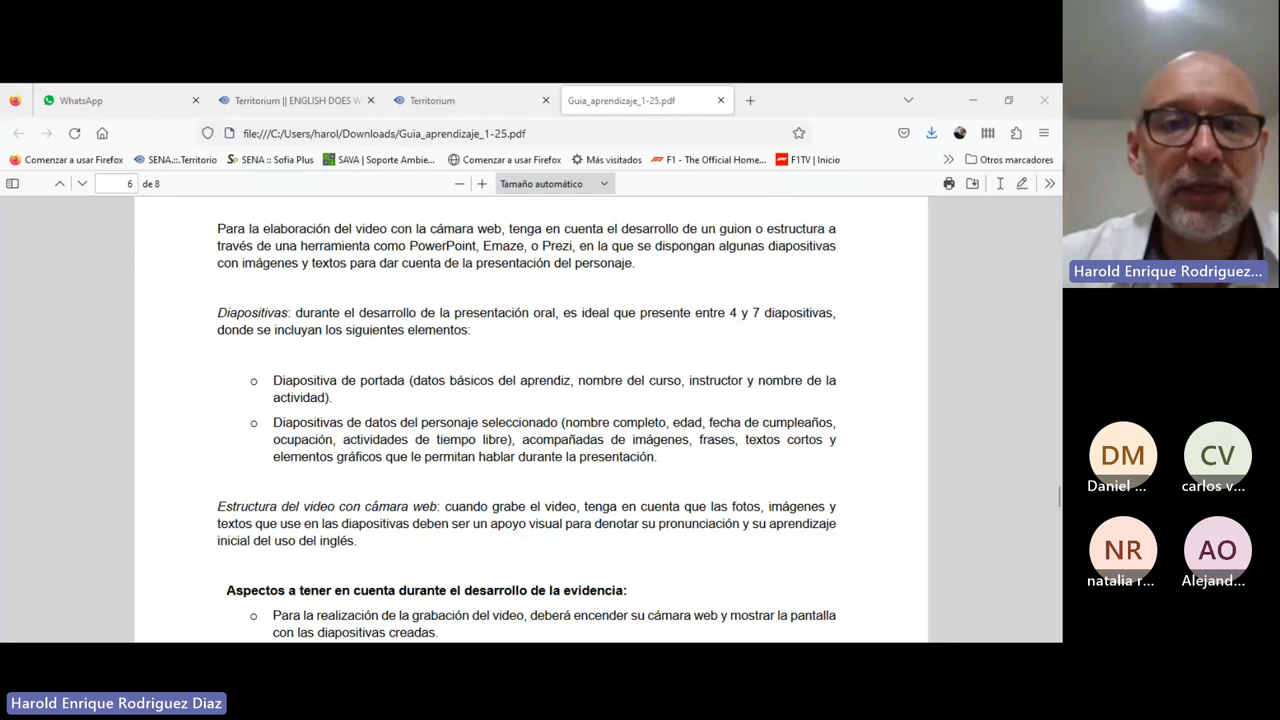 WhatsApp
Territorium || ENGLISH DOES W
Territorium
Guia_aprendizaje_1-25.pdf
file:///C:/Users/harol/Downloads/Guia_aprendizaje_1-25.pdf
Comenzar a usar Firefox
SENA.::.Territorio
SENA :: Sofia Plus
SAVA | Soporte Ambie...
Comenzar a usar Firefox
Más visitados
F1 - The Official Home...
F1TV | Inicio
Otros marcadores
6 de 8
Tamaño automático
Para la elaboración del video con la cámara web, tenga en cuenta el desarrollo de un guion o estructura a
través de una herramienta como PowerPoint, Emaze, o Prezi, en la que se dispongan algunas diapositivas
con imágenes y textos para dar cuenta de la presentación del personaje.
Diapositivas: durante el desarrollo de la presentación oral, es ideal que presente entre 4 y 7 diapositivas,
donde se incluyan los siguientes elementos:
o Diapositiva de portada (datos básicos del aprendiz, nombre del curso, instructor y nombre de la
actividad).
o Diapositivas de datos del personaje seleccionado (nombre completo, edad, fecha de cumpleaños,
ocupación, actividades de tiempo libre), acompañadas de imágenes, frases, textos cortos y
elementos gráficos que le permitan hablar durante la presentación.
Estructura del video con cámara web: cuando grabe el video, tenga en cuenta que las fotos, imágenes y
textos que use en las diapositivas deben ser un apoyo visual para denotar su pronunciación y su aprendizaje
inicial del uso del inglés.
Aspectos a tener en cuenta durante el desarrollo de la evidencia:
o Para la realización de la grabación del video, deberá encender su cámara web y mostrar la pantalla
con las diapositivas creadas.
Harold Enrique Rodriguez...
DM
Daniel ...
CV
carlos v...
NR
natalia r...
AO
Alejand...
Harold Enrique Rodriguez Diaz